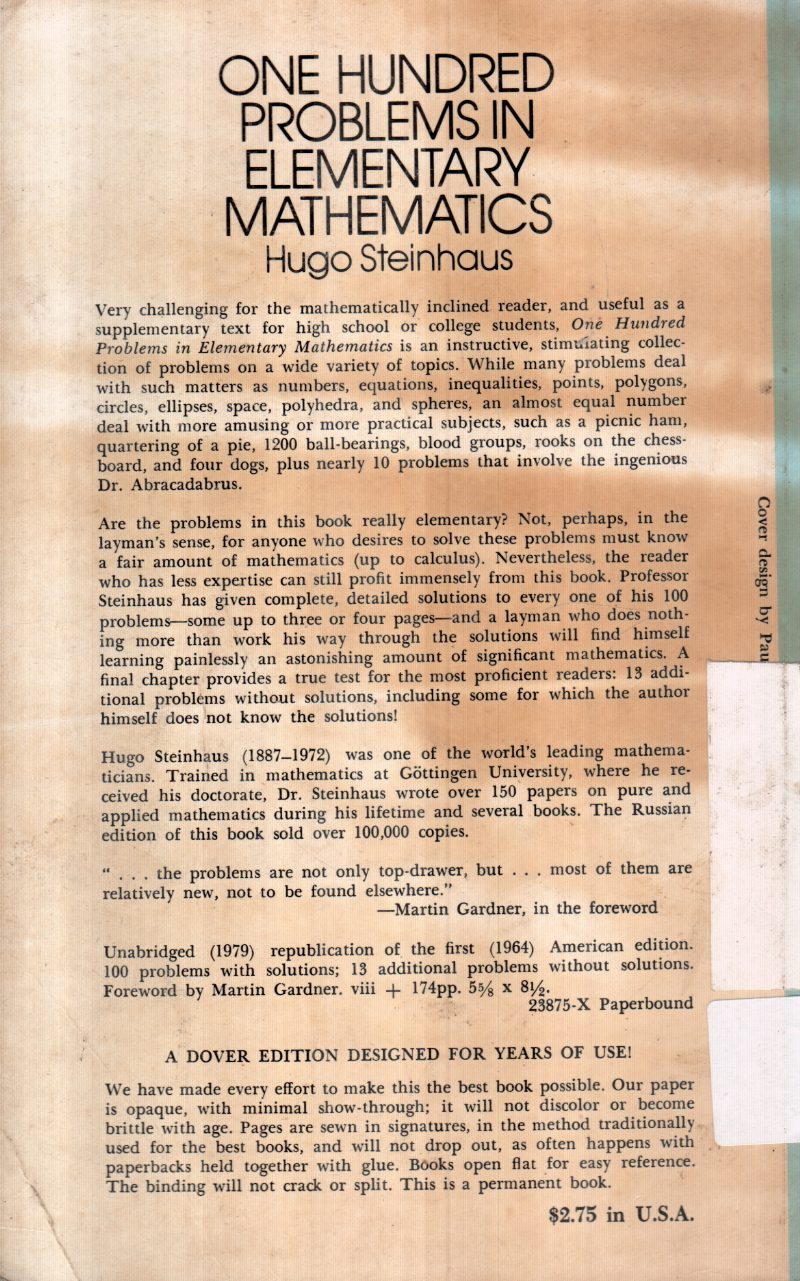 ONE HUNDRED
PROBLEMS IN
ELEMENTARY
MATHEMATICS
Hugo Steinhaus
Very challenging for the mathematically inclined reader, and useful as a
supplementary text for high school or college students, One Hundred
Problems in Elementary Mathematics is an instructive, stimulating collec-
tion of problems on a wide variety of topics. While many problems deal
with such matters as numbers, equations, inequalities, points, polygons,
circles, ellipses, space, polyhedra, and spheres, an almost equal number
deal with more amusing or more practical subjects, such as a picnic ham,
quartering of a pie, 1200 ball-bearings, blood groups, rooks on the chess-
board, and four dogs, plus nearly 10 problems that involve the ingenious
Dr. Abracadabrus.
Are the problems in this book really elementary? Not, perhaps, in the
layman's sense, for anyone who desires to solve these problems must know
a fair amount of mathematics (up to calculus). Nevertheless, the reader
who has less expertise can still profit immensely from this book. Professor
Steinhaus has given complete, detailed solutions to every one of his 100
problems—some up to three or four pages—and a layman who does noth-
ing more than work his way through the solutions will find himself
learning painlessly an astonishing amount of significant mathematics. A
final chapter provides a true test for the most proficient readers: 13 addi-
tional problems without solutions, including some for which the author
himself does not know the solutions!
Hugo Steinhaus (1887–1972) was one of the world's leading mathema-
ticians. Trained in mathematics at Göttingen University, where he re-
ceived his doctorate, Dr. Steinhaus wrote over 150 papers on pure and
applied mathematics during his lifetime and several books. The Russian
edition of this book sold over 100,000 copies.
" . . . the problems are not only top-drawer, but . . . most of them are
relatively new, not to be found elsewhere."
—Martin Gardner, in the foreword
Unabridged (1979) republication of the first (1964) American edition.
100 problems with solutions; 13 additional problems without solutions.
Foreword by Martin Gardner. viii + 174pp. 5⅝ x 8½.
23875-X Paperbound
A DOVER EDITION DESIGNED FOR YEARS OF USE!
We have made every effort to make this the best book possible. Our paper
is opaque, with minimal show-through; it will not discolor or become
brittle with age. Pages are sewn in signatures, in the method traditionally
used for the best books, and will not drop out, as often happens with
paperbacks held together with glue. Books open flat for easy reference.
The binding will not crack or split. This is a permanent book.
$2.75 in U.S.A.
Cover design by Pau